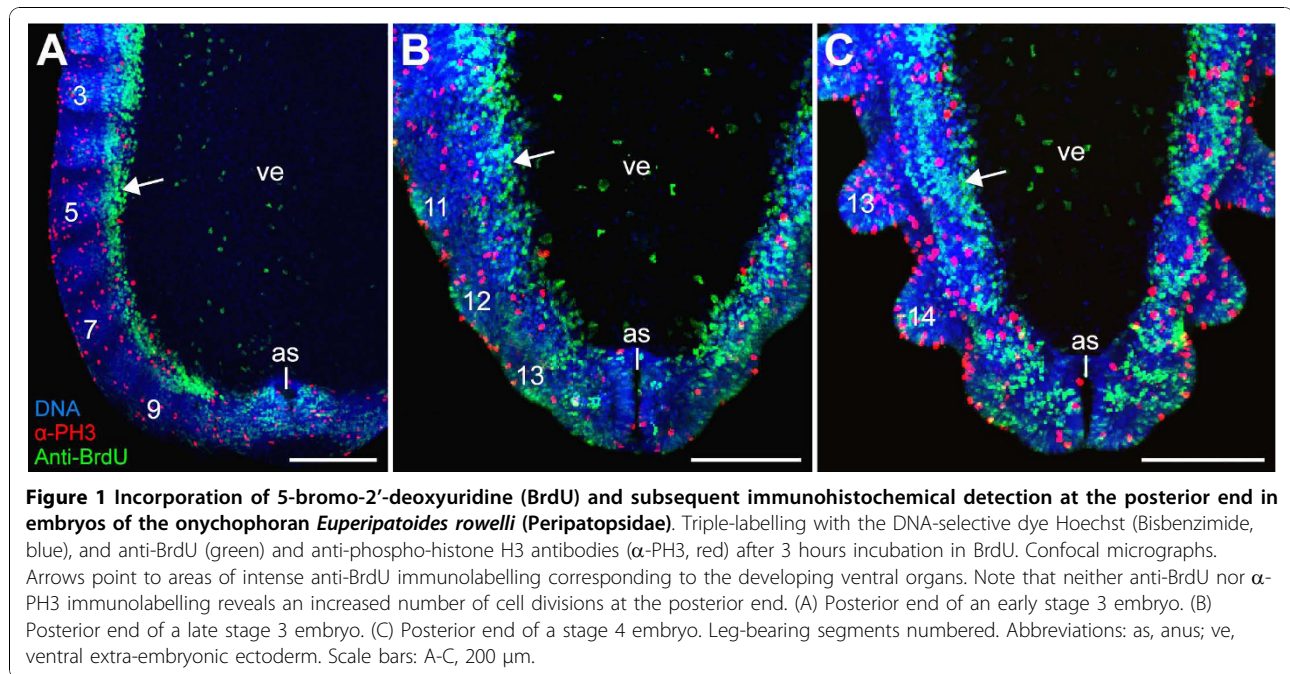 A
3
5
7
9
ve
as
DNA
α-PH3
Anti-BrdU
B
11
12
13
ve
as
C
13
14
ve
as
Figure 1 Incorporation of 5-bromo-2’-deoxyuridine (BrdU) and subsequent immunohistochemical detection at the posterior end in
embryos of the onychophoran Euperipatoides rowelli (Peripatopsidae). Triple-labelling with the DNA-selective dye Hoechst (Bisbenzimide,
blue), and anti-BrdU (green) and anti-phospho-histone H3 antibodies (α-PH3, red) after 3 hours incubation in BrdU. Confocal micrographs.
Arrows point to areas of intense anti-BrdU immunolabelling corresponding to the developing ventral organs. Note that neither anti-BrdU nor α-
PH3 immunolabelling reveals an increased number of cell divisions at the posterior end. (A) Posterior end of an early stage 3 embryo. (B)
Posterior end of a late stage 3 embryo. (C) Posterior end of a stage 4 embryo. Leg-bearing segments numbered. Abbreviations: as, anus; ve,
ventral extra-embryonic ectoderm. Scale bars: A-C, 200 μm.